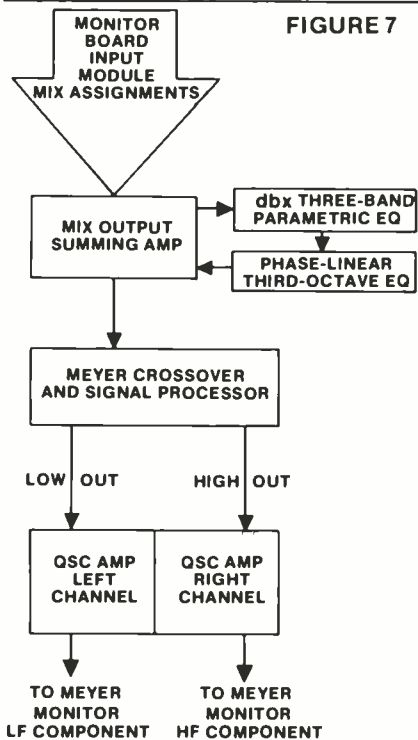 FIGURE 7
MONITOR
BOARD
INPUT
MODULE
MIX ASSIGNMENTS
MIX OUTPUT
SUMMING AMP
dbx THREE-BAND
PARAMETRIC EQ
PHASE-LINEAR
THIRD-OCTAVE EQ
MEYER CROSSOVER
AND SIGNAL PROCESSOR
LOW OUT
HIGH OUT
QSC AMP
LEFT
CHANNEL
QSC AMP
RIGHT
CHANNEL
TO MEYER
MONITOR
LF COMPONENT
TO MEYER
MONITOR
HF COMPONENT